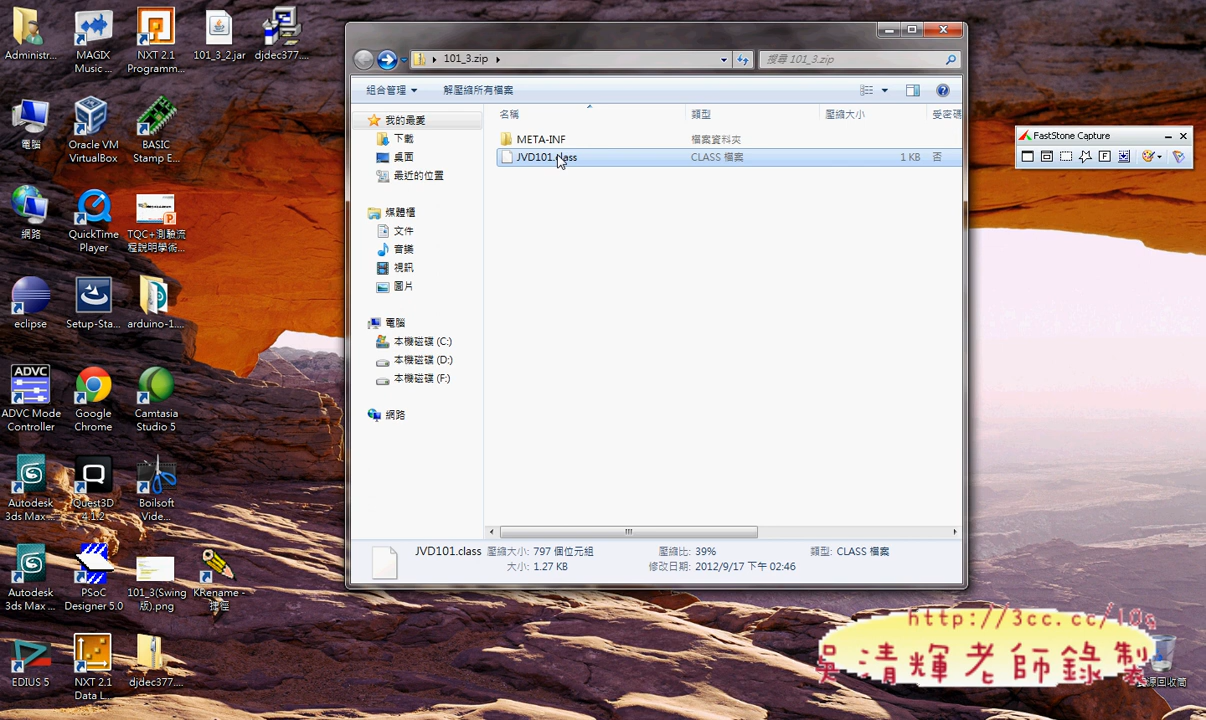 Administr...
MAGIX
Music ...
NXT 2.1
Programm...
101_3_2.jar
djdec377....
電腦
Oracle VM
VirtualBox
BASIC
Stamp E...
網路
QuickTime
Player
TQC+測驗流
程說明學術...
eclipse
Setup-Sta...
arduino-1....
ADVC
ADVC Mode
Controller
Google
Chrome
Camtasia
Studio 5
Autodesk
3ds Max ...
Quest3D
4.1.2
Boilsoft
Vide...
Autodesk
3ds Max ...
PSoC
Designer 5.0
101_3(Swing
版).png
KRename -
捷徑
EDIUS 5
NXT 2.1
Data L...
djdec377....
101_3.zip
搜尋 101_3.zip
組合管理
解壓縮所有檔案
我的最愛
下載
桌面
最近的位置
媒體櫃
文件
音樂
視訊
圖片
電腦
本機磁碟 (C:)
本機磁碟 (D:)
本機磁碟 (F:)
網路
名稱
類型
壓縮大小
受密碼
META-INF
檔案資料夾
JVD101.class
CLASS 檔案
1 KB
否
JVD101.class
壓縮大小: 797 個位元組
壓縮比: 39%
類型: CLASS 檔案
大小: 1.27 KB
修改日期: 2012/9/17 下午 02:46
FastStone Capture
http://3cc.cc/10q
吳清輝老師錄製
資源回收筒